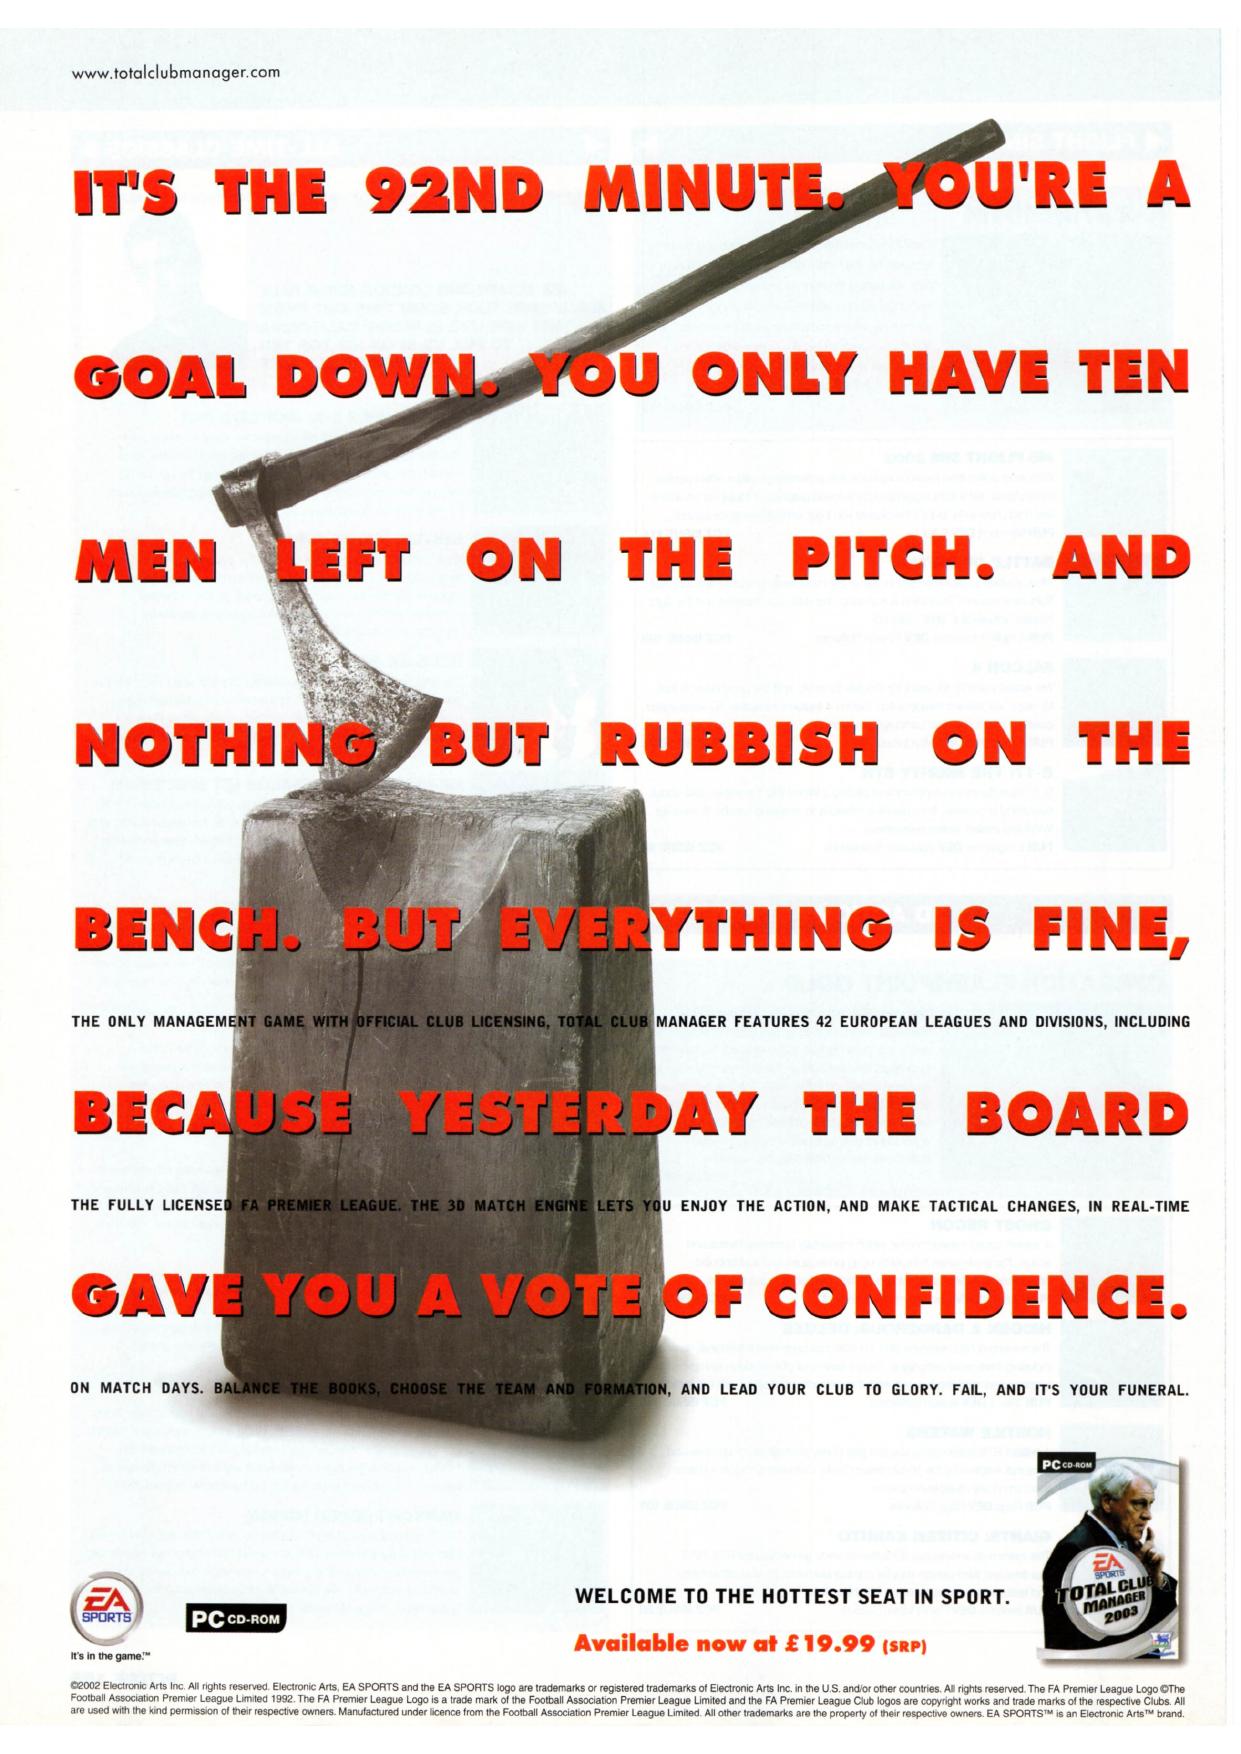 www.totalclubmanager.com
IT'S THE 92ND MINUTE. YOU'RE A
GOAL DOWN. YOU ONLY HAVE TEN
MEN LEFT ON THE PITCH. AND
NOTHING BUT RUBBISH ON THE
BENCH. BUT EVERYTHING IS FINE,
THE ONLY MANAGEMENT GAME WITH OFFICIAL CLUB LICENSING, TOTAL CLUB MANAGER FEATURES 42 EUROPEAN LEAGUES AND DIVISIONS, INCLUDING
BECAUSE YESTERDAY THE BOARD
THE FULLY LICENSED FA PREMIER LEAGUE. THE 3D MATCH ENGINE LETS YOU ENJOY THE ACTION, AND MAKE TACTICAL CHANGES, IN REAL-TIME
GAVE YOU A VOTE OF CONFIDENCE.
ON MATCH DAYS. BALANCE THE BOOKS, CHOOSE THE TEAM AND FORMATION, AND LEAD YOUR CLUB TO GLORY. FAIL, AND IT'S YOUR FUNERAL.
PC CD-ROM
EA
SPORTS
TOTAL CLUB
MANAGER
2003
EA
SPORTS
It's in the game.™
PC CD-ROM
WELCOME TO THE HOTTEST SEAT IN SPORT.
Available now at £19.99 (SRP)
©2002 Electronic Arts Inc. All rights reserved. Electronic Arts, EA SPORTS and the EA SPORTS logo are trademarks or registered trademarks of Electronic Arts Inc. in the U.S. and/or other countries. All rights reserved. The FA Premier League Logo ©The
Football Association Premier League Limited 1992. The FA Premier League Logo is a trade mark of the Football Association Premier League Limited and the FA Premier League Club logos are copyright works and trade marks of the respective Clubs. All
are used with the kind permission of their respective owners. Manufactured under licence from the Football Association Premier League Limited. All other trademarks are the property of their respective owners. EA SPORTS™ is an Electronic Arts™ brand.